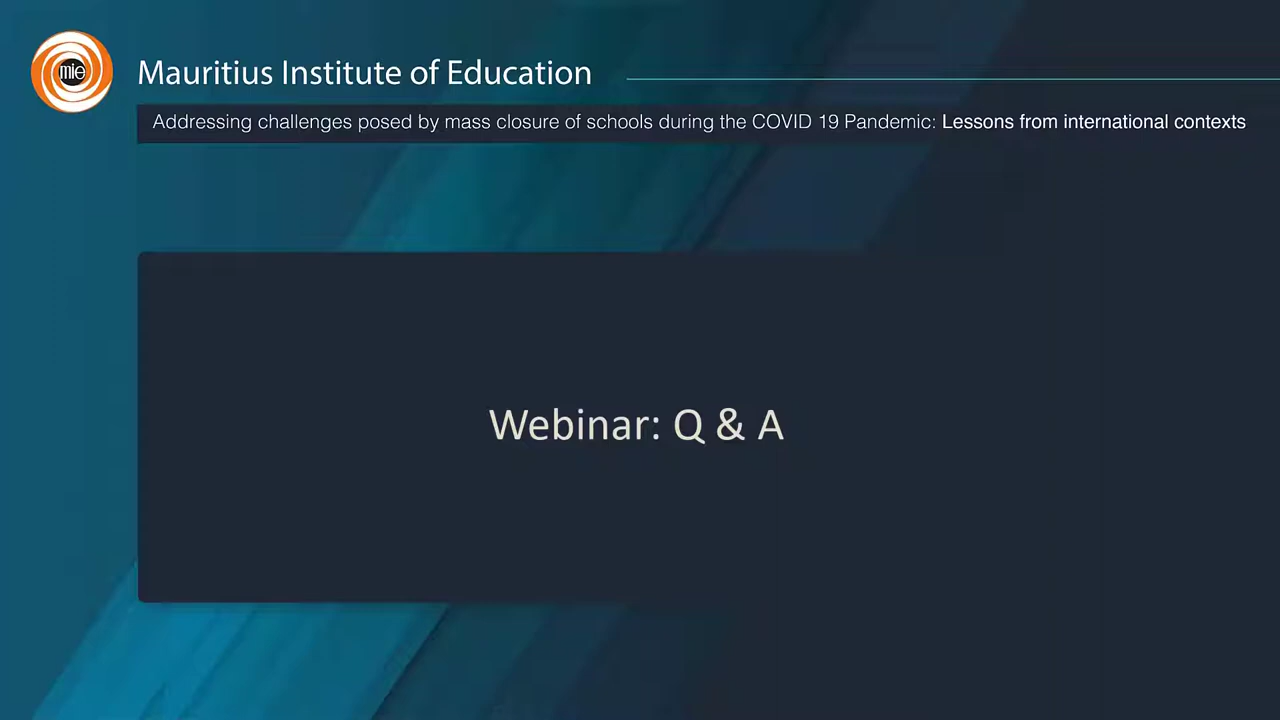 mie
Mauritius Institute of Education
Addressing challenges posed by mass closure of schools during the COVID 19 Pandemic: Lessons from international contexts
Webinar: Q & A